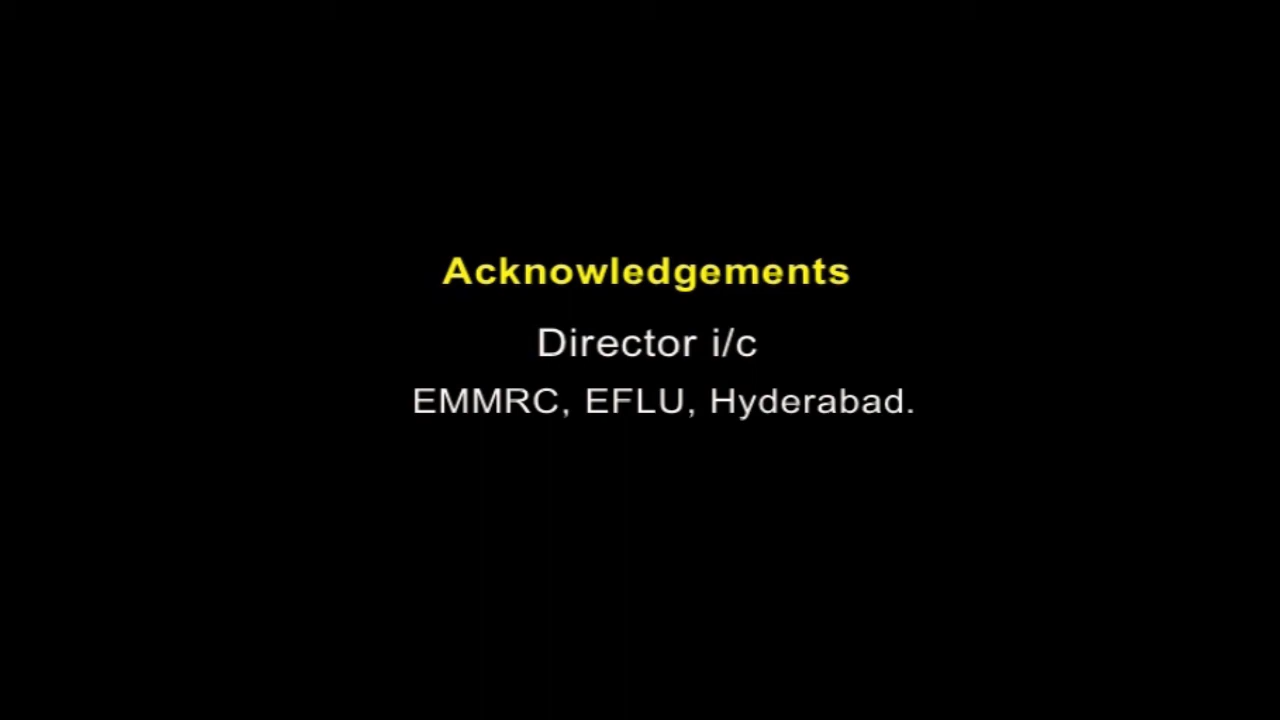 Acknowledgements
Director i/c
EMMRC, EFLU, Hyderabad.